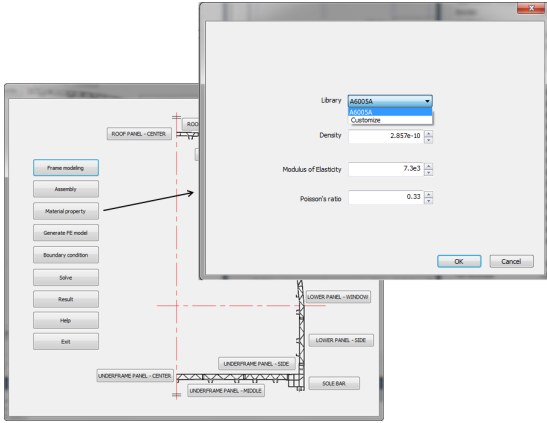 Library
A6005A
A6005A
Customize
Density
2.857e-10
Modulus of Elasticity
7.3e3
Poisson's ratio
0.33
OK
Cancel
ROO
ROOF PANEL - CENTER
Frame modeling
Assembly
Material property
Generate FE model
Boundary condition
Solve
Result
Help
Exit
LOWER PANEL - WINDOW
LOWER PANEL - SIDE
UNDERFRAME PANEL - SIDE
UNDERFRAME PANEL - CENTER
UNDERFRAME PANEL - MIDDLE
SOLE BAR